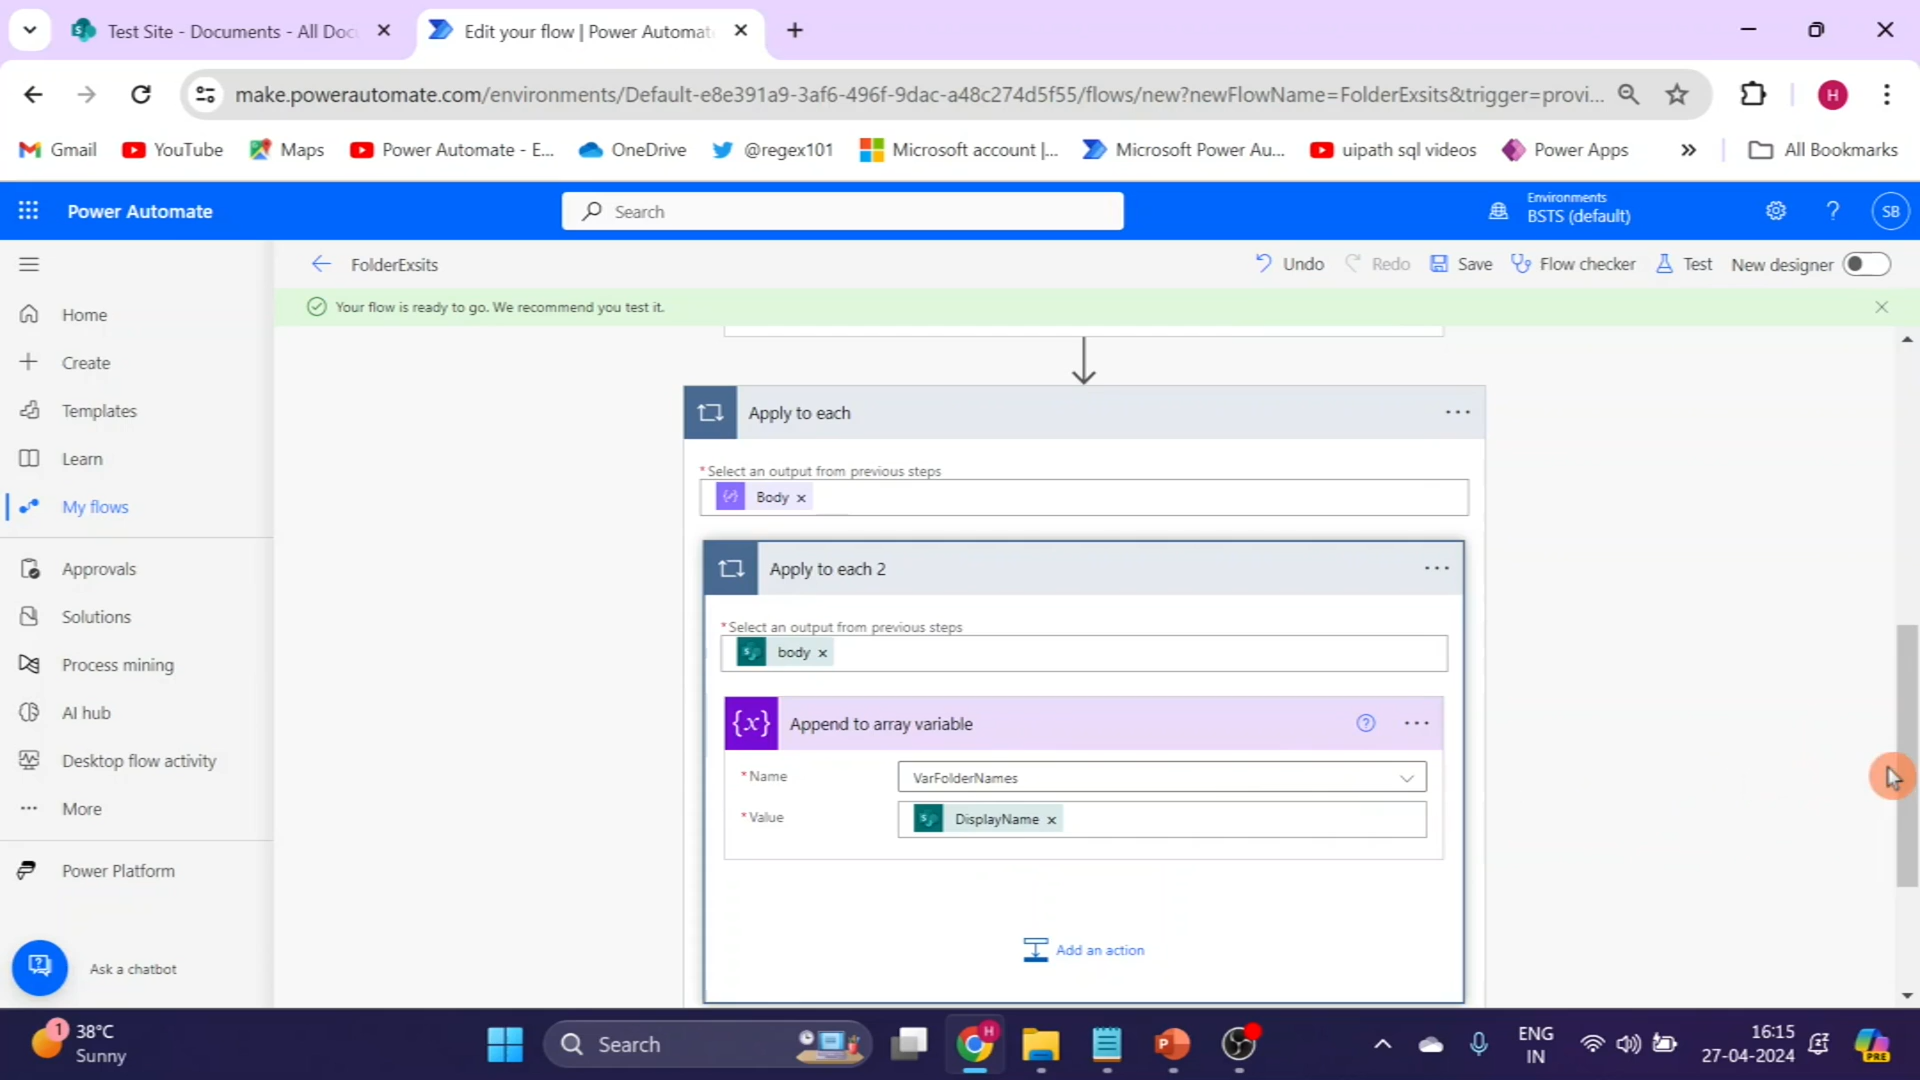 Test Site - Documents - All Doc
Edit your flow | Power Automat
make.powerautomate.com/environments/Default-e8e391a9-3af6-496f-9dac-a48c274d5f55/flows/new?newFlowName=FolderExsits&trigger=provi...
H
Gmail
YouTube
Maps
Power Automate - E...
OneDrive
@regex101
Microsoft account |...
Microsoft Power Au...
uipath sql videos
Power Apps
»
All Bookmarks
Power Automate
Search
Environments
BSTS (default)
?
SB
FolderExsits
Undo
Redo
Save
Flow checker
Test
New designer
Your flow is ready to go. We recommend you test it.
Home
Create
Templates
Learn
My flows
Approvals
Solutions
Process mining
AI hub
Desktop flow activity
More
Power Platform
Ask a chatbot
Apply to each
* Select an output from previous steps
Body
Apply to each 2
* Select an output from previous steps
body
{x} Append to array variable
* Name
VarFolderNames
* Value
DisplayName
Add an action
1
38°C
Sunny
Search
H
P
ENG
IN
16:15
27-04-2024
PRE